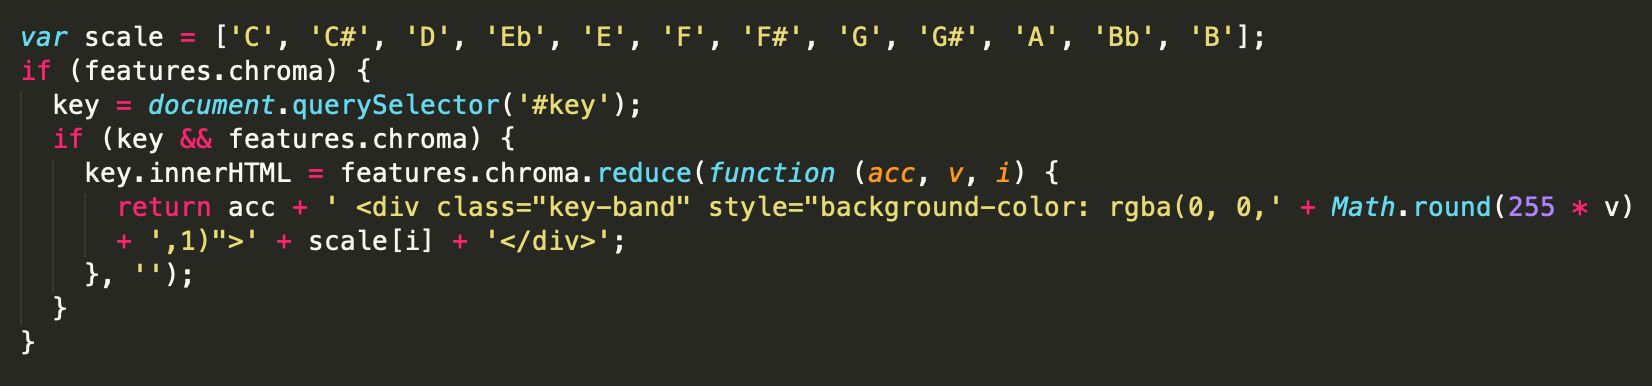 var scale = ['C', 'C#', 'D', 'Eb', 'E', 'F', 'F#', 'G', 'G#', 'A', 'Bb', 'B'];
if (features.chroma) {
  key = document.querySelector('#key');
  if (key && features.chroma) {
    key.innerHTML = features.chroma.reduce(function (acc, v, i) {
      return acc + ' <div class="key-band" style="background-color: rgba(0, 0,' + Math.round(255 * v)
      + ',1)">' + scale[i] + '</div>';
    }, '');
  }
}